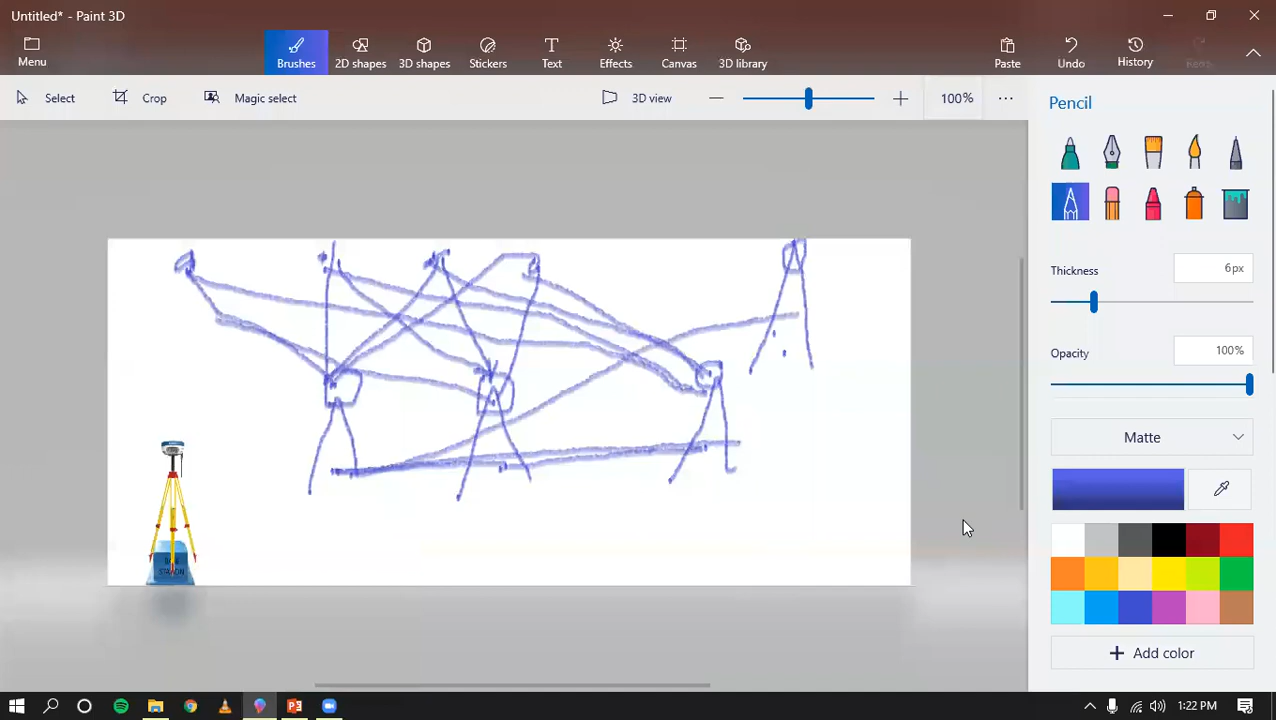 Untitled* - Paint 3D
Menu
Brushes
2D shapes
3D shapes
Stickers
Text
Effects
Canvas
3D library
Paste
Undo
History
Redo
Select
Crop
Magic select
3D view
100%
Pencil
Thickness
6px
Opacity
100%
Matte
Add color
STATION
1:22 PM